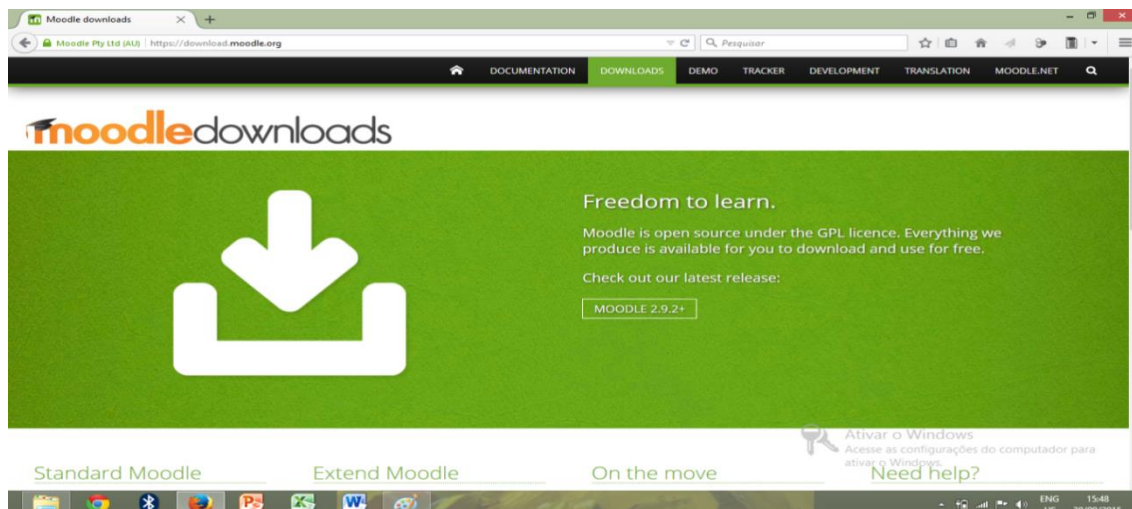 Moodle downloads
Moodle Pty Ltd (AU) https://download.moodle.org
Pesquisar
DOCUMENTATION DOWNLOADS DEMO TRACKER DEVELOPMENT TRANSLATION MOODLE.NET
moodledownloads
Freedom to learn.
Moodle is open source under the GPL licence. Everything we
produce is available for you to download and use for free.
Check out our latest release:
MOODLE 2.9.2+
Ativar o Windows
Acesse as configurações do computador para
ativar o Windows.
Standard Moodle Extend Moodle On the move Need help?
ENG 15:48